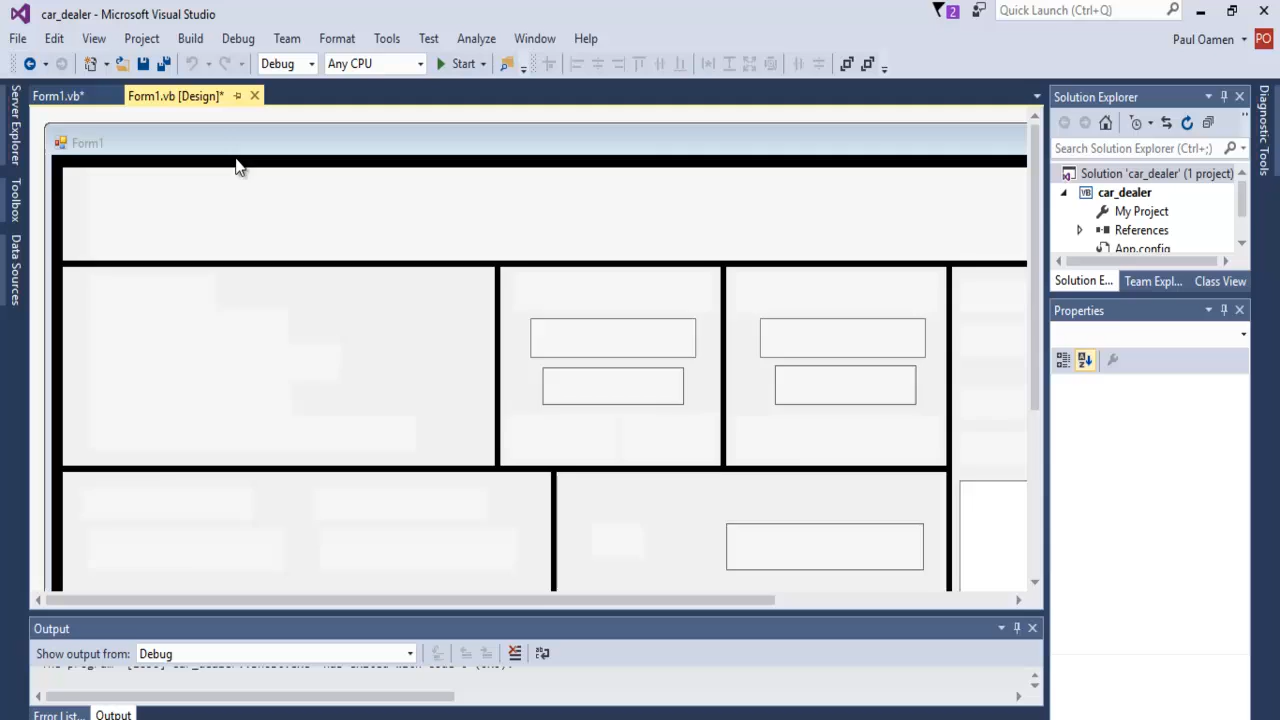 car_dealer - Microsoft Visual Studio
2
Quick Launch (Ctrl+Q)
File Edit View Project Build Debug Team Format Tools Test Analyze Window Help
Paul Oamen
PO
Debug Any CPU Start
Form1.vb* Form1.vb [Design]*
Solution Explorer
Server Explorer
Toolbox
Data Sources
Diagnostic Tools
Form1
Search Solution Explorer (Ctrl+;)
Solution 'car_dealer' (1 project)
VB car_dealer
My Project
References
App.config
Solution E... Team Expl... Class View
Properties
Output
Show output from: Debug
Error List... Output